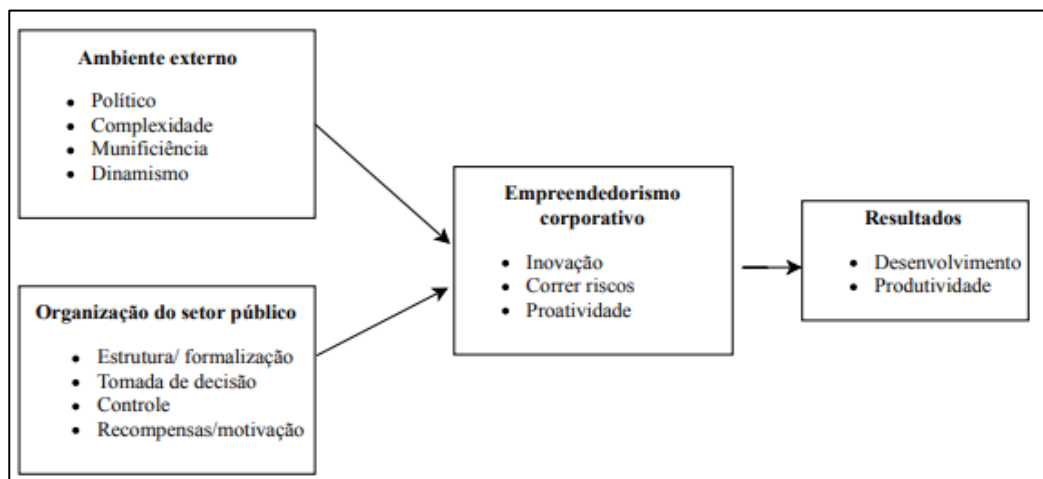 Ambiente externo
• Político
• Complexidade
• Munificiência
• Dinamismo
Organização do setor público
• Estrutura/ formalização
• Tomada de decisão
• Controle
• Recompensas/motivação
Empreendedorismo
corporativo
• Inovação
• Correr riscos
• Proatividade
Resultados
• Desenvolvimento
• Produtividade